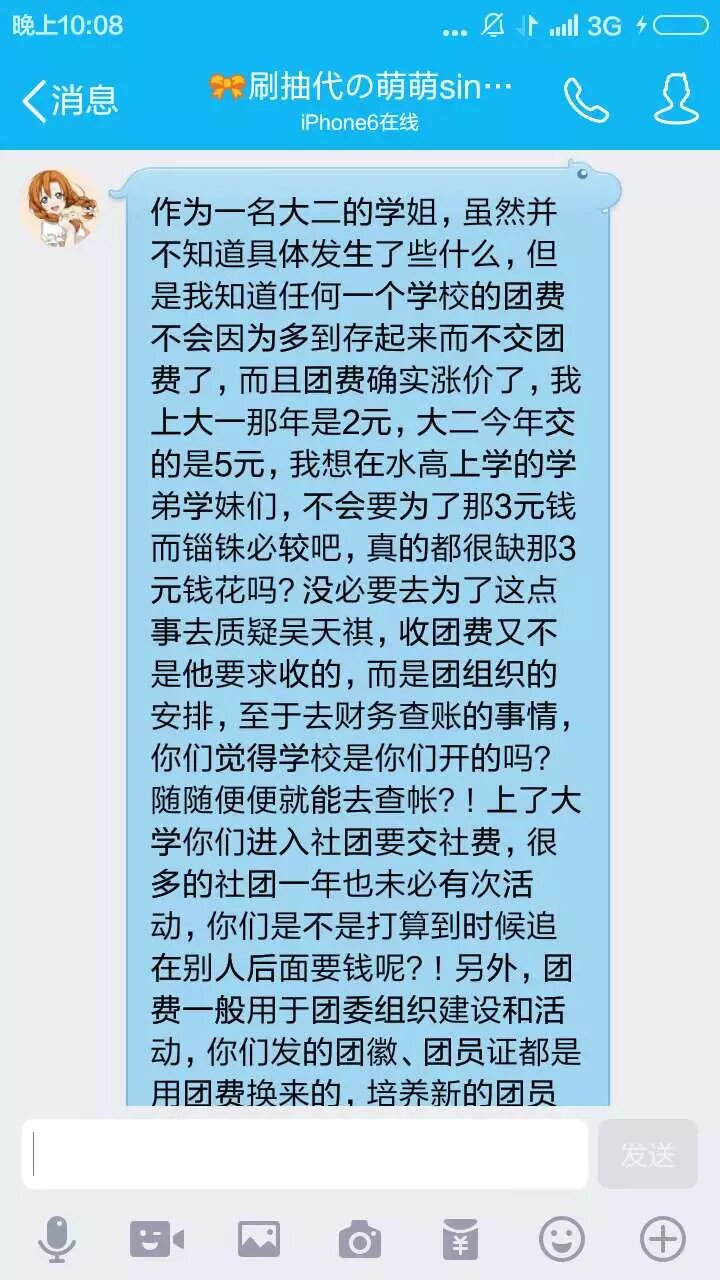 晚上10:08
... 3G
消息
刷抽代の萌萌sin…
iPhone6在线
作为一名大二的学姐，虽然并
不知道具体发生了些什么，但
是我知道任何一个学校的团费
不会因为多到存起来而不交团
费了，而且团费确实涨价了，我
上大一那年是2元，大二今年交
的是5元，我想在水高上学的学
弟学妹们，不会要为了那3元钱
而锱铢必较吧，真的都很缺那3
元钱花吗？没必要去为了这点
事去质疑吴天祺，收团费又不
是他要求收的，而是团组织的
安排，至于去财务查账的事情，
你们觉得学校是你们开的吗？
随随便便就能去查帐？！上了大
学你们进入社团要交社费，很
多的社团一年也未必有次活
动，你们是不是打算到时候追
在别人后面要钱呢？！另外，团
费一般用于团委组织建设和活
动，你们发的团徽、团员证都是
用团费换来的，培养新的团员
发送